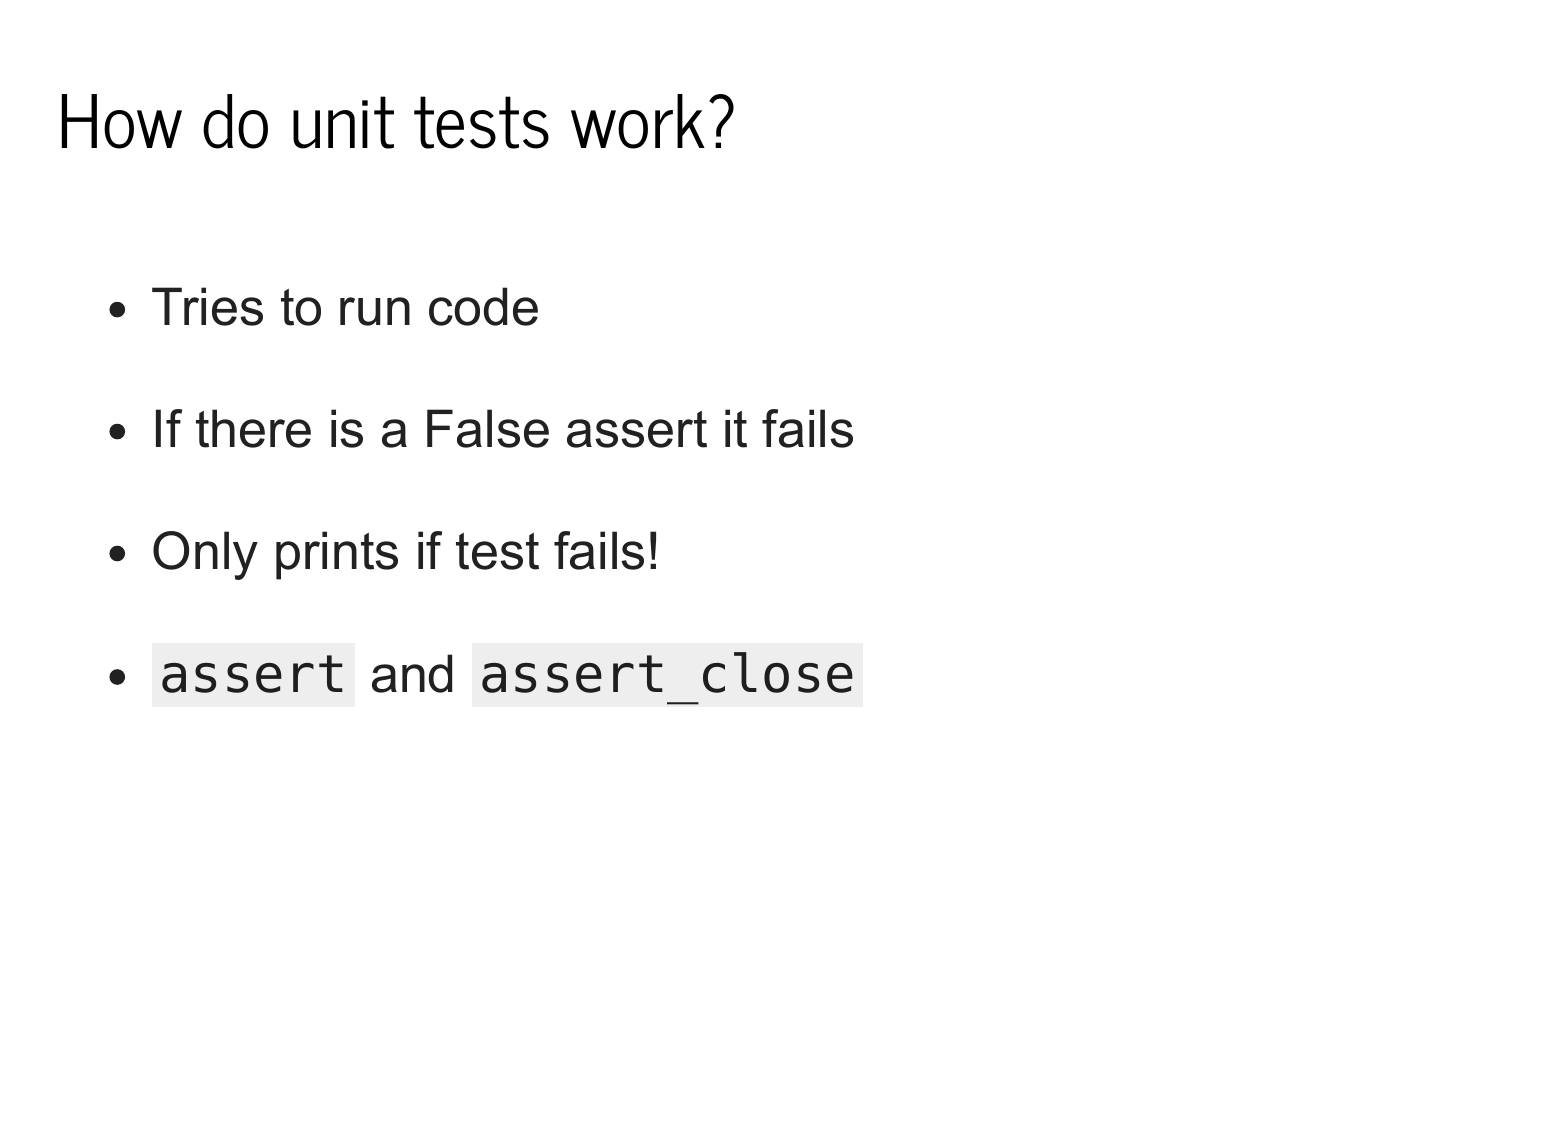 How do unit tests work?
• Tries to run code
• If there is a False assert it fails
• Only prints if test fails!
• assert and assert_close